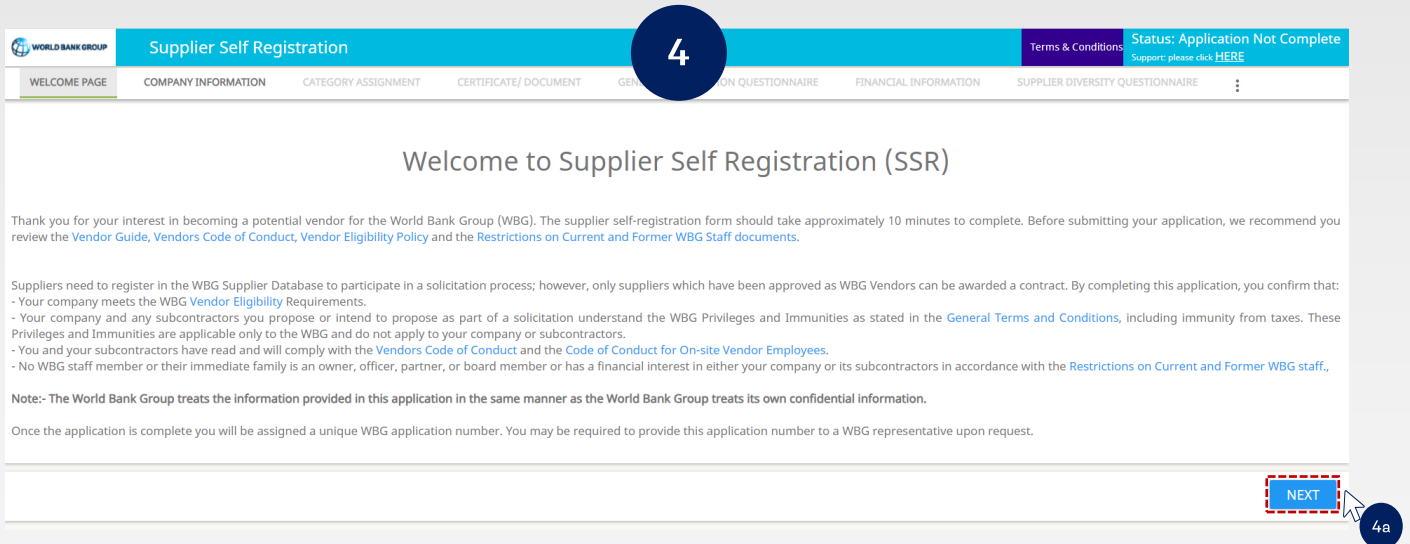 4
WORLD BANK GROUP
Supplier Self Registration
Terms & Conditions
Status: Application Not Complete
Support: please click HERE
WELCOME PAGE
COMPANY INFORMATION
CATEGORY ASSIGNMENT
CERTIFICATE/ DOCUMENT
QUESTIONNAIRE
FINANCIAL INFORMATION
SUPPLIER DIVERSITY QUESTIONNAIRE
Welcome to Supplier Self Registration (SSR)
Thank you for your interest in becoming a potential vendor for the World Bank Group (WBG). The supplier self-registration form should take approximately 10 minutes to complete. Before submitting your application, we recommend you
review the Vendor Guide, Vendors Code of Conduct, Vendor Eligibility Policy and the Restrictions on Current and Former WBG Staff documents.
Suppliers need to register in the WBG Supplier Database to participate in a solicitation process; however, only suppliers which have been approved as WBG Vendors can be awarded a contract. By completing this application, you confirm that:
- Your company meets the WBG Vendor Eligibility Requirements.
- Your company and any subcontractors you propose or intend to propose as part of a solicitation understand the WBG Privileges and Immunities as stated in the General Terms and Conditions, including immunity from taxes. These
Privileges and Immunities are applicable only to the WBG and do not apply to your company or subcontractors.
- You and your subcontractors have read and will comply with the Vendors Code of Conduct and the Code of Conduct for On-site Vendor Employees.
- No WBG staff member or their immediate family is an owner, officer, partner, or board member or has a financial interest in either your company or its subcontractors in accordance with the Restrictions on Current and Former WBG staff.,
Note:- The World Bank Group treats the information provided in this application in the same manner as the World Bank Group treats its own confidential information.
Once the application is complete you will be assigned a unique WBG application number. You may be required to provide this application number to a WBG representative upon request.
NEXT
4a